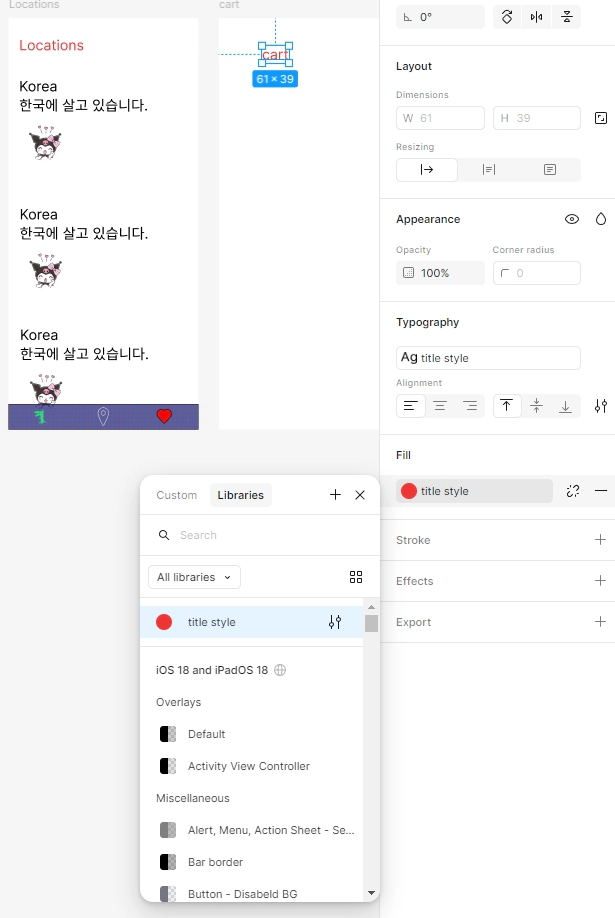 Locations
cart
0°
Locations
cart
61 × 39
Korea
한국에 살고 있습니다.
Korea
한국에 살고 있습니다.
Korea
한국에 살고 있습니다.
Layout
Dimensions
W 61
H 39
Resizing
Appearance
Opacity
Corner radius
100%
0
Typography
Ag title style
Alignment
Fill
title style
Stroke
Effects
Export
Custom
Libraries
Search
All libraries
title style
iOS 18 and iPadOS 18
Overlays
Default
Activity View Controller
Miscellaneous
Alert, Menu, Action Sheet - Se...
Bar border
Button - Disabeld BG